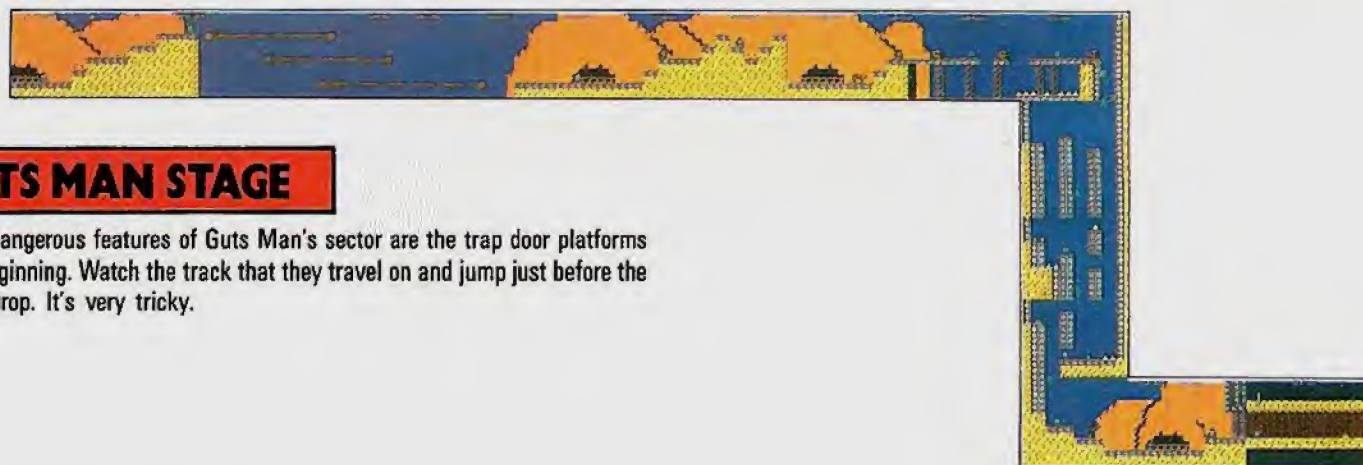 TS MAN STAGE
angerous features of Guts Man's sector are the trap door platforms
ginning. Watch the track that they travel on and jump just before the
rop. It's very tricky.